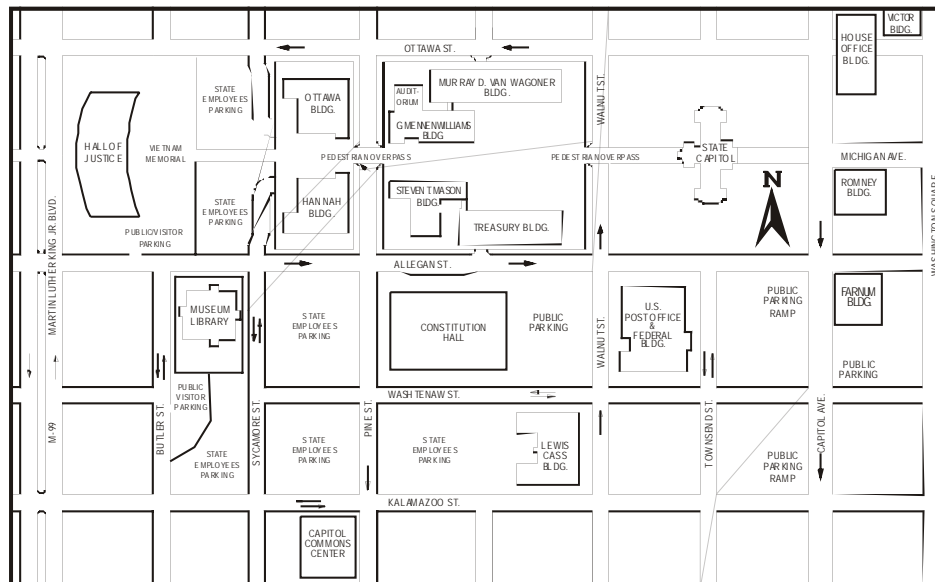 VICTOR
BLDG.
HOUSE
OFFICE
BLDG.
OTTAWA ST.
WALNUT ST.
STATE
EMPLOYEES
PARKING
OTTAWA
BLDG.
AUDIT-
ORIUM
MURRAY D. VAN WAGONER
BLDG.
G.MENNEN WILLIAMS
BLDG.
HALL OF
JUSTICE
VIETNAM
MEMORIAL
PEDESTRIAN OVERPASS
PEDESTRIAN OVERPASS
STATE
CAPITOL
MICHIGAN AVE.
N
ROMNEY
BLDG.
STATE
EMPLOYEES
PARKING
HANNAH
BLDG.
STEVEN T. MASON
BLDG.
TREASURY BLDG.
PUBLIC/VISITOR
PARKING
MARTIN LUTHER KING JR. BLVD.
ALLEGAN ST.
MUSEUM
LIBRARY
STATE
EMPLOYEES
PARKING
CONSTITUTION
HALL
PUBLIC
PARKING
WALNUT ST.
U.S.
POST OFFICE
&
FEDERAL
BLDG.
PUBLIC
PARKING
RAMP
FARNUM
BLDG.
PUBLIC
PARKING
PUBLIC
VISITOR
PARKING
WASHTENAW ST.
M-99
BUTLER ST.
SYCAMORE ST.
PINE ST.
TOWNSEND ST.
CAPITOL AVE.
STATE
EMPLOYEES
PARKING
STATE
EMPLOYEES
PARKING
STATE
EMPLOYEES
PARKING
LEWIS
CASS
BLDG.
PUBLIC
PARKING
RAMP
KALAMAZOO ST.
CAPITOL
COMMONS
CENTER